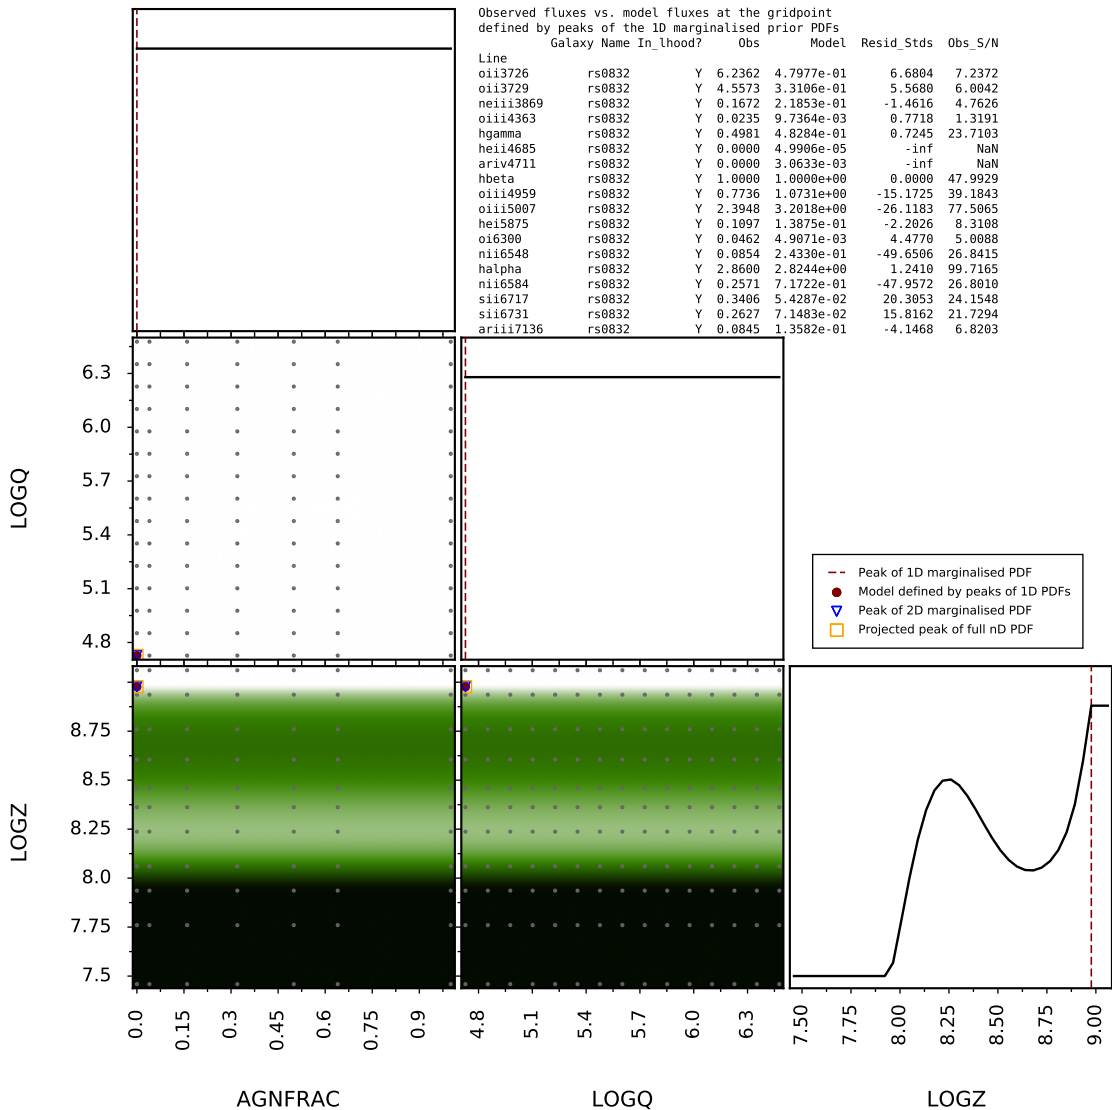 Observed fluxes vs. model fluxes at the gridpoint
defined by peaks of the 1D marginalised prior PDFs
Galaxy Name In_lhood? Obs Model Resid_Stds Obs_S/N
Line
oii3726 rs0832 Y 6.2362 4.7977e-01 6.6804 7.2372
oii3729 rs0832 Y 4.5573 3.3106e-01 5.5680 6.0042
neiii3869 rs0832 Y 0.1672 2.1853e-01 -1.4616 4.7626
oiii4363 rs0832 Y 0.0235 9.7364e-03 0.7718 1.3191
hgamma rs0832 Y 0.4981 4.8284e-01 0.7245 23.7103
heii4685 rs0832 Y 0.0000 4.9906e-05 -inf NaN
ariv4711 rs0832 Y 0.0000 3.0633e-03 -inf NaN
hbeta rs0832 Y 1.0000 1.0000e+00 0.0000 47.9929
oiii4959 rs0832 Y 0.7736 1.0731e+00 -15.1725 39.1843
oiii5007 rs0832 Y 2.3948 3.2018e+00 -26.1183 77.5065
hei5875 rs0832 Y 0.1097 1.3875e-01 -2.2026 8.3108
oi6300 rs0832 Y 0.0462 4.9071e-03 4.4770 5.0088
nii6548 rs0832 Y 0.0854 2.4330e-01 -49.6506 26.8415
halpha rs0832 Y 2.8600 2.8244e+00 1.2410 99.7165
nii6584 rs0832 Y 0.2571 7.1722e-01 -47.9572 26.8010
sii6717 rs0832 Y 0.3406 5.4287e-02 20.3053 24.1548
sii6731 rs0832 Y 0.2627 7.1483e-02 15.8162 21.7294
ariii7136 rs0832 Y 0.0845 1.3582e-01 -4.1468 6.8203
6.3
6.0
5.7
5.4
5.1
4.8
LOGQ
Peak of 1D marginalised PDF
Model defined by peaks of 1D PDFs
Peak of 2D marginalised PDF
Projected peak of full nD PDF
8.75
8.5
8.25
8.0
7.75
7.5
LOGZ
0.0 0.15 0.3 0.45 0.6 0.75 0.9
4.8 5.1 5.4 5.7 6.0 6.3
7.50 7.75 8.00 8.25 8.50 8.75 9.00
AGNFRAC LOGQ LOGZ